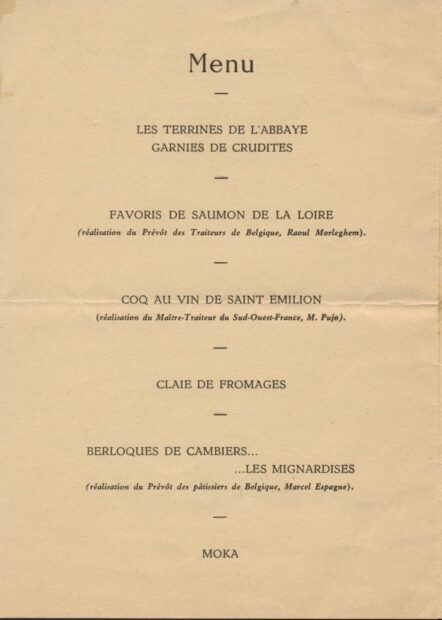 Menu
LES TERRINES DE L'ABBAYE
GARNIES DE CRUDITES
FAVORIS DE SAUMON DE LA LOIRE
(réalisation du Prévôt des Traiteurs de Belgique, Raoul Morleghem).
COQ AU VIN DE SAINT EMILION
(réalisation du Maître-Traiteur du Sud-Ouest-France, M. Pujo).
CLAIE DE FROMAGES
BERLOQUES DE CAMBIERS...
...LES MIGNARDISES
(réalisation du Prévôt des pâtissiers de Belgique, Marcel Espagne).
MOKA